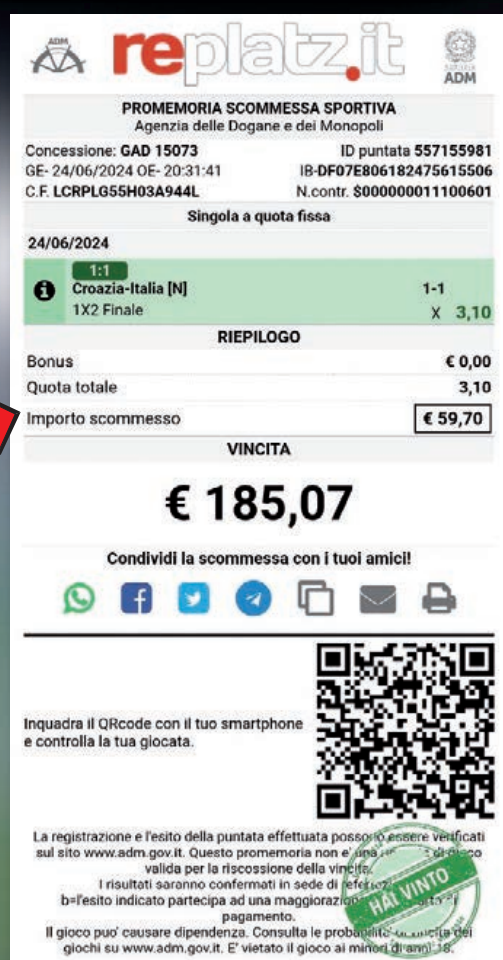 ADM
replatz.it
AGENZIA
ADM
PROMEMORIA SCOMMESSA SPORTIVA
Agenzia delle Dogane e dei Monopoli
Concessione: GAD 15073 ID puntata 557155981
GE- 24/06/2024 OE- 20:31:41 IB-DF07E806182475615506
C.F. LCRPLG55H03A944L N.contr. $000000011100601
Singola a quota fissa
24/06/2024
1:1
Croazia-Italia [N] 1-1
1X2 Finale X 3,10
RIEPILOGO
Bonus € 0,00
Quota totale 3,10
Importo scommesso € 59,70
VINCITA
€ 185,07
Condividi la scommessa con i tuoi amici!
Inquadra il QRcode con il tuo smartphone
e controlla la tua giocata.
La registrazione e l'esito della puntata effettuata possono essere verificati
sul sito www.adm.gov.it. Questo promemoria non e' una di gioco
valida per la riscossione della vincita.
I risultati saranno confermati in sede di
b=l'esito indicato partecipa ad una
pagamento.
Il gioco puo' causare dipendenza. Consulta le probabilita' di vincita dei
giochi su www.adm.gov.it. E' vietato il gioco ai minori di anni 18.
HAI VINTO